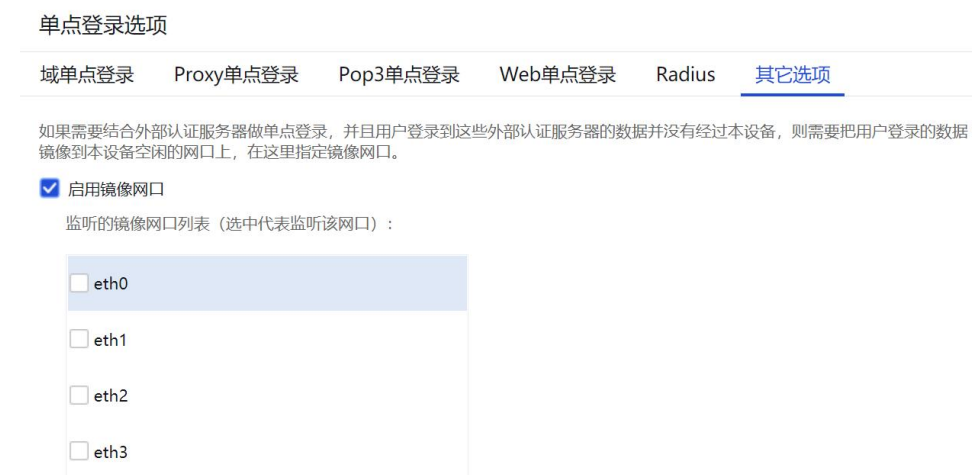 单点登录选项
域单点登录 Proxy单点登录 Pop3单点登录 Web单点登录 Radius 其它选项
如果需要结合外部认证服务器做单点登录，并且用户登录到这些外部认证服务器的数据并没有经过本设备，则需要把用户登录的数据
镜像到本设备空闲的网口上，在这里指定镜像网口。
启用镜像网口
监听的镜像网口列表（选中代表监听该网口）:
eth0
eth1
eth2
eth3